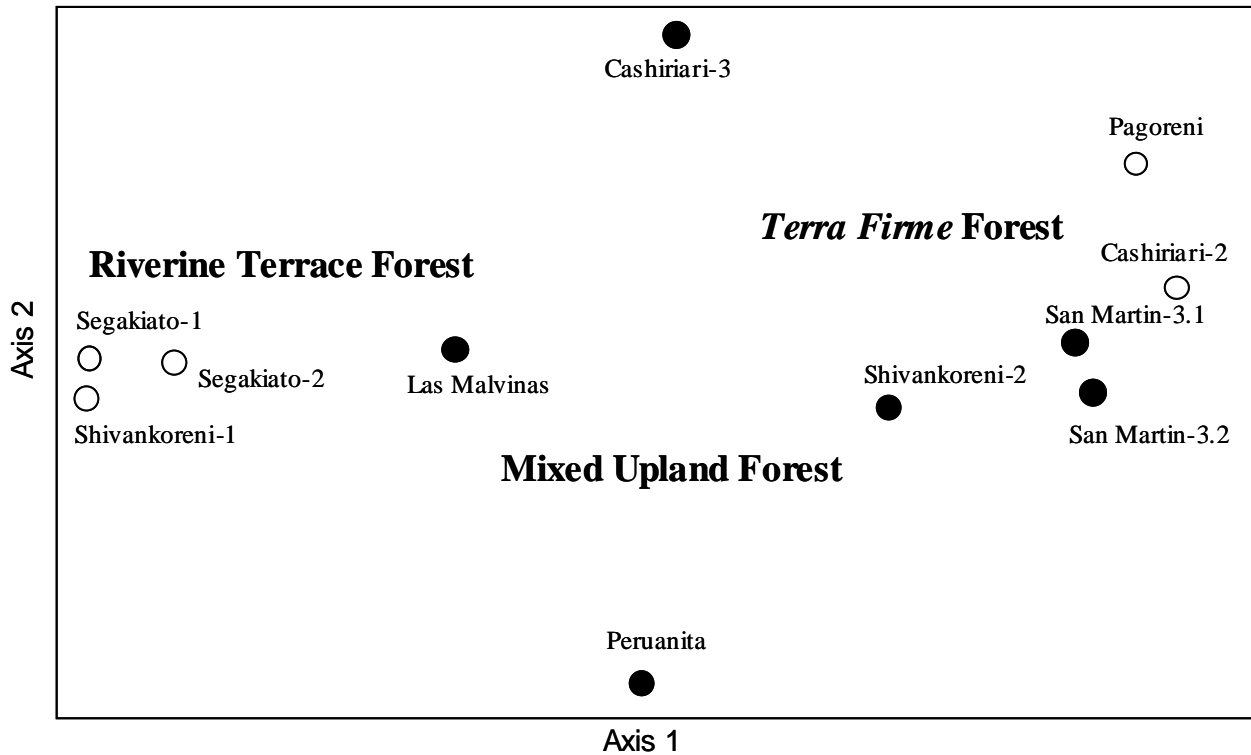 Cashiriari-3
Pagoreni
Terra Firme Forest
Riverine Terrace Forest
Cashiriari-2
Segakiato-1
San Martin-3.1
Axis 2
Segakiato-2
Las Malvinas
Shivankoreni-2
Shivankoreni-1
San Martin-3.2
Mixed Upland Forest
Peruanita
Axis 1